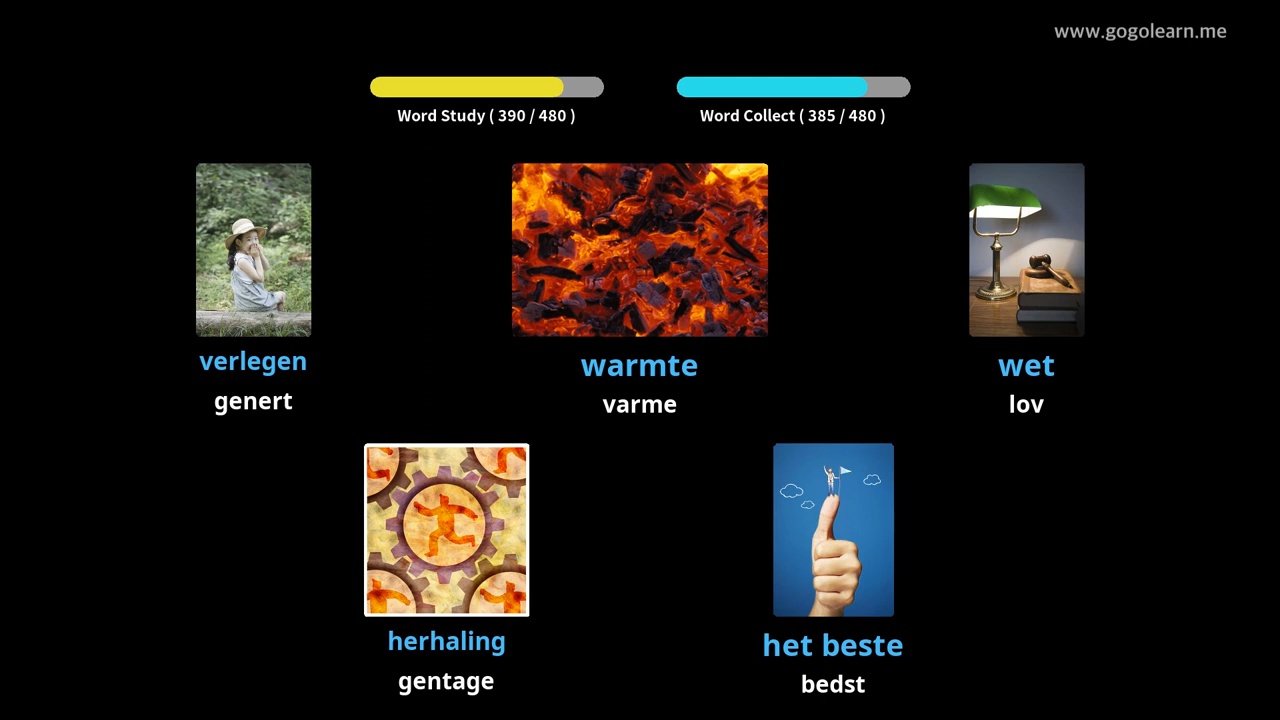 www.gogolearn.me
Word Study ( 390 / 480 )
Word Collect ( 385 / 480 )
verlegen
genert
warmte
varme
wet
lov
herhaling
gentage
het beste
bedst